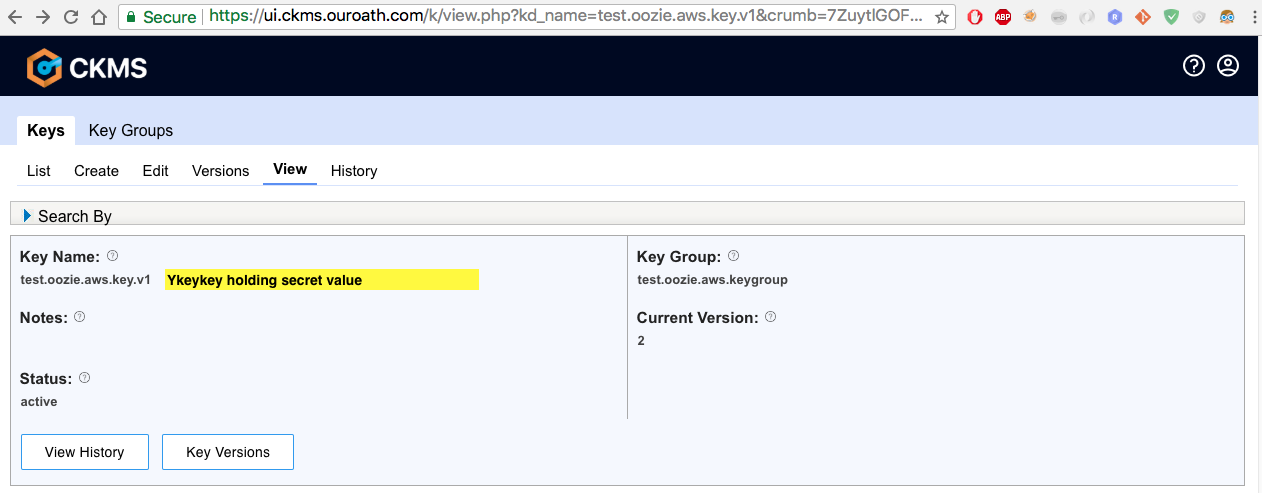 Secure https://ui.ckms.ouroath.com/k/view.php?kd_name=test.oozie.aws.key.v1&crumb=7ZuytlGOF...
ABP
R
CKMS
Keys Key Groups
List Create Edit Versions View History
Search By
Key Name:
test.oozie.aws.key.v1 Ykeykey holding secret value
Notes:
Status:
active
Key Group:
test.oozie.aws.keygroup
Current Version:
2
View History Key Versions